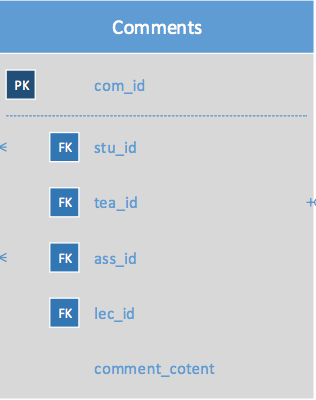 Comments
PK com_id
FK stu_id
FK tea_id
FK ass_id
FK lec_id
comment_cotent